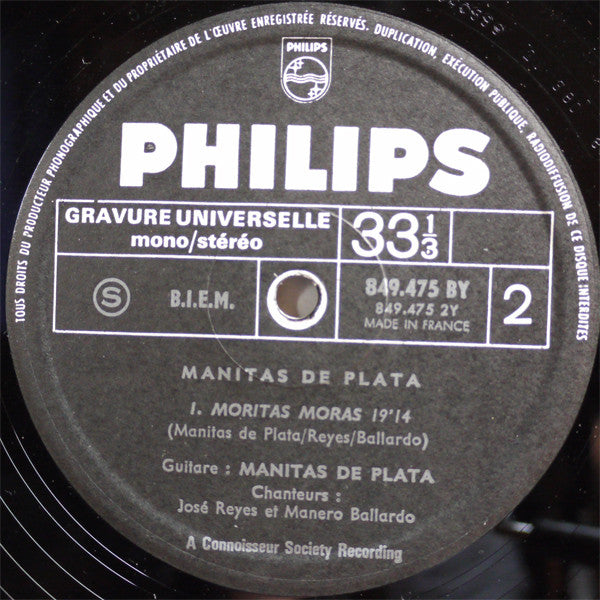 TOUS DROITS DU PRODUCTEUR PHONOGRAPHIQUE ET DU PROPRIÉTAIRE DE L'ŒUVRE ENREGISTRÉE RÉSERVÉS. DUPLICATION, EXÉCUTION PUBLIQUE, RADIODIFFUSION DE CE DISQUE INTERDITES
PHILIPS
PHILIPS
GRAVURE UNIVERSELLE
mono/stéréo
33 1/3
S
B.I.E.M.
849.475 BY
849.475 2Y
MADE IN FRANCE
2
MANITAS DE PLATA
1. MORITAS MORAS 19'14
(Manitas de Plata/Reyes/Ballardo)
Guitare : MANITAS DE PLATA
Chanteurs :
José Reyes et Manero Ballardo
A Connoisseur Society Recording